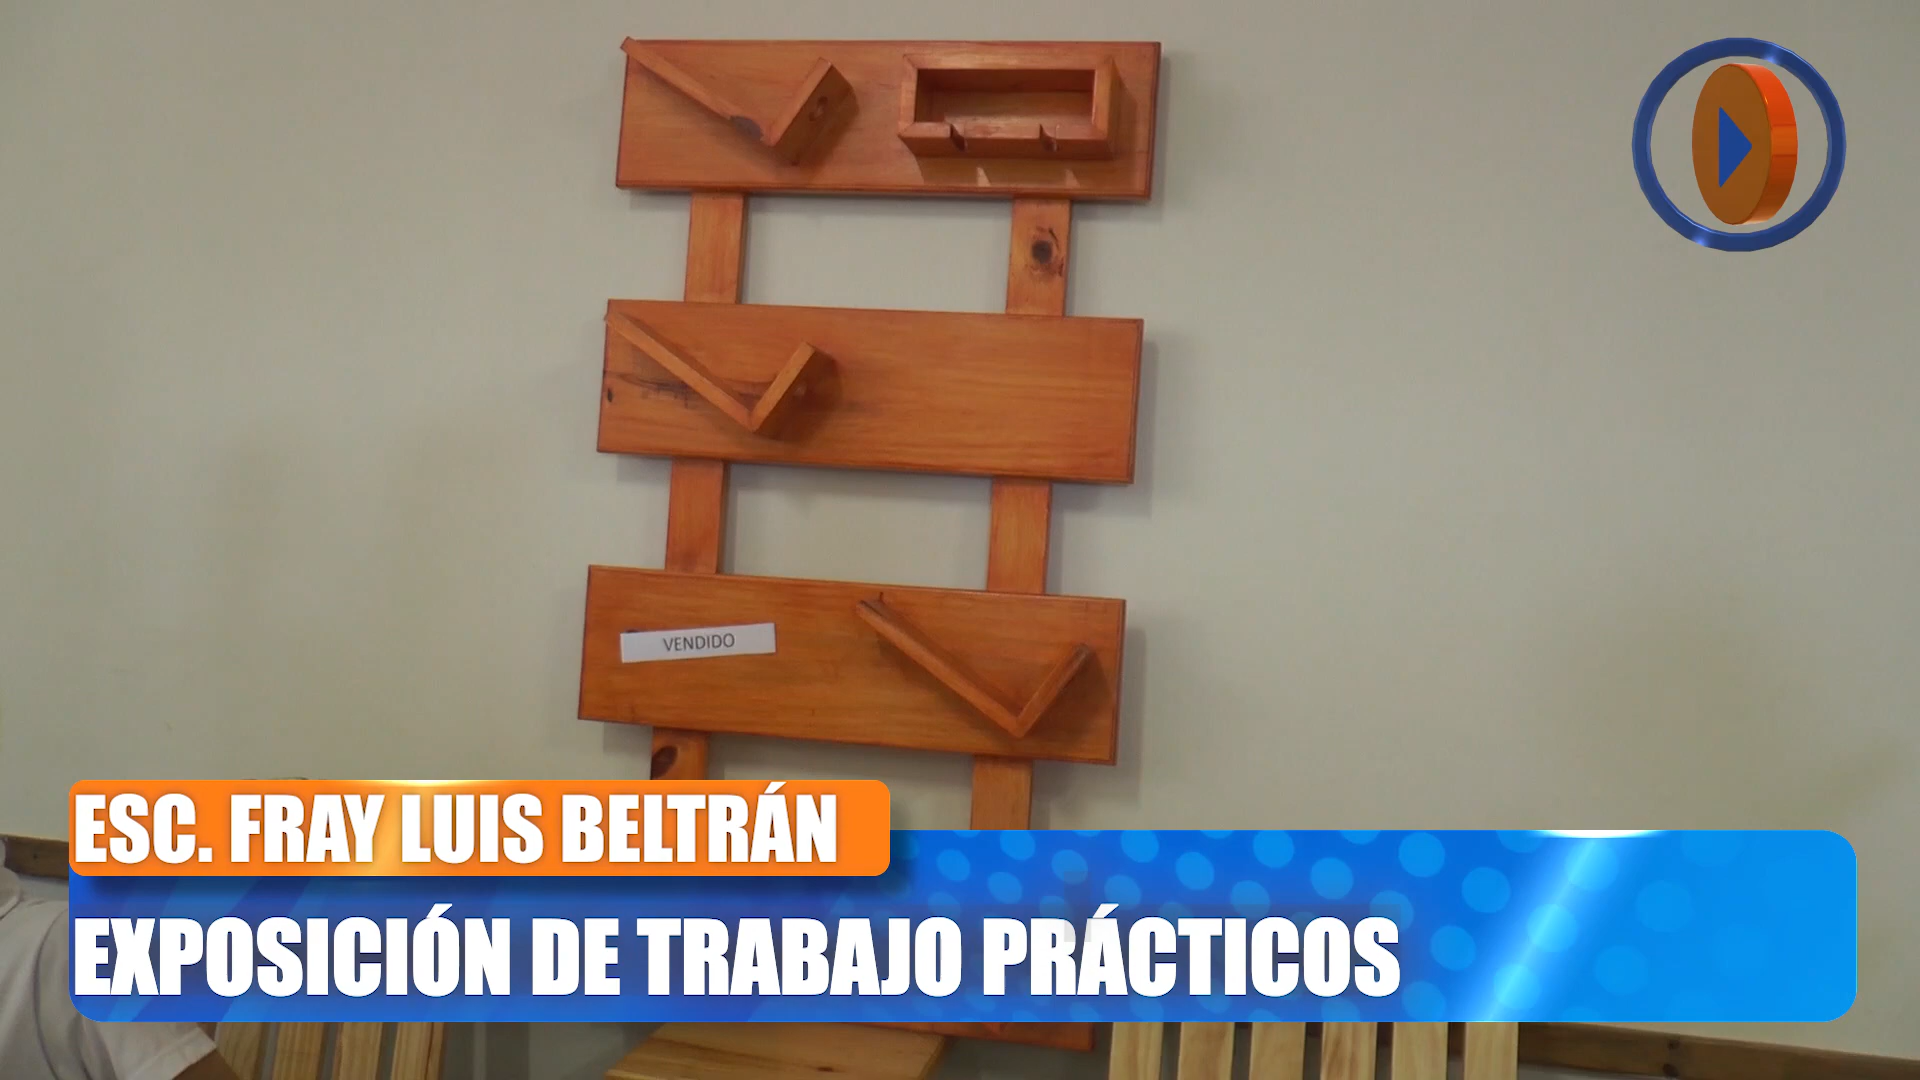 VENDIDO
ESC. FRAY LUIS BELTRÁN
EXPOSICIÓN DE TRABAJO PRÁCTICOS